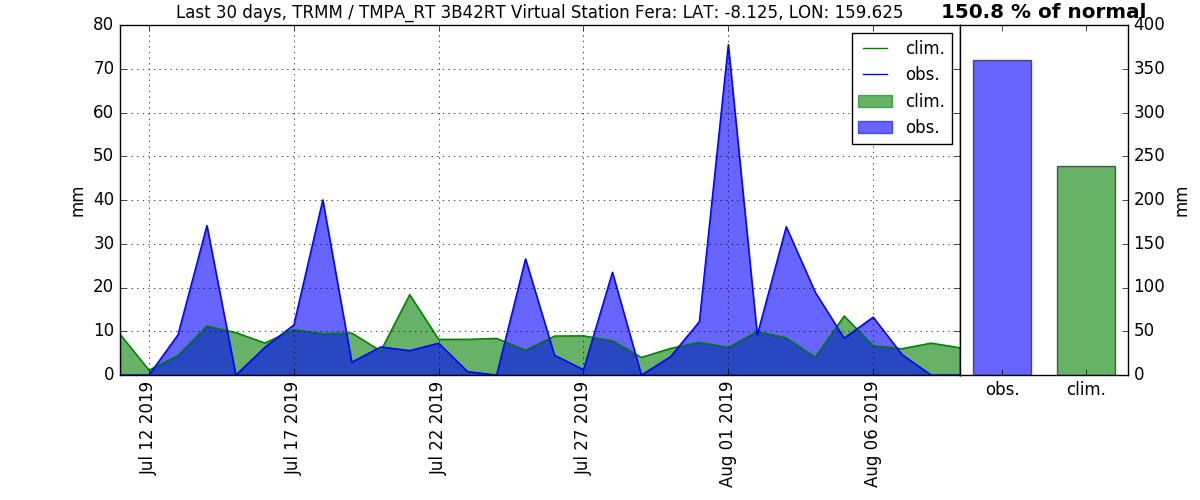 Last 30 days, TRMM / TMPA_RT 3B42RT Virtual Station Fera: LAT: -8.125, LON: 159.625
150.8 % of normal
80
70
60
50
40
30
20
10
0
mm
clim.
obs.
clim.
obs.
Jul 12 2019
Jul 17 2019
Jul 22 2019
Jul 27 2019
Aug 01 2019
Aug 06 2019
400
350
300
250
200
150
100
50
0
mm
obs.
clim.